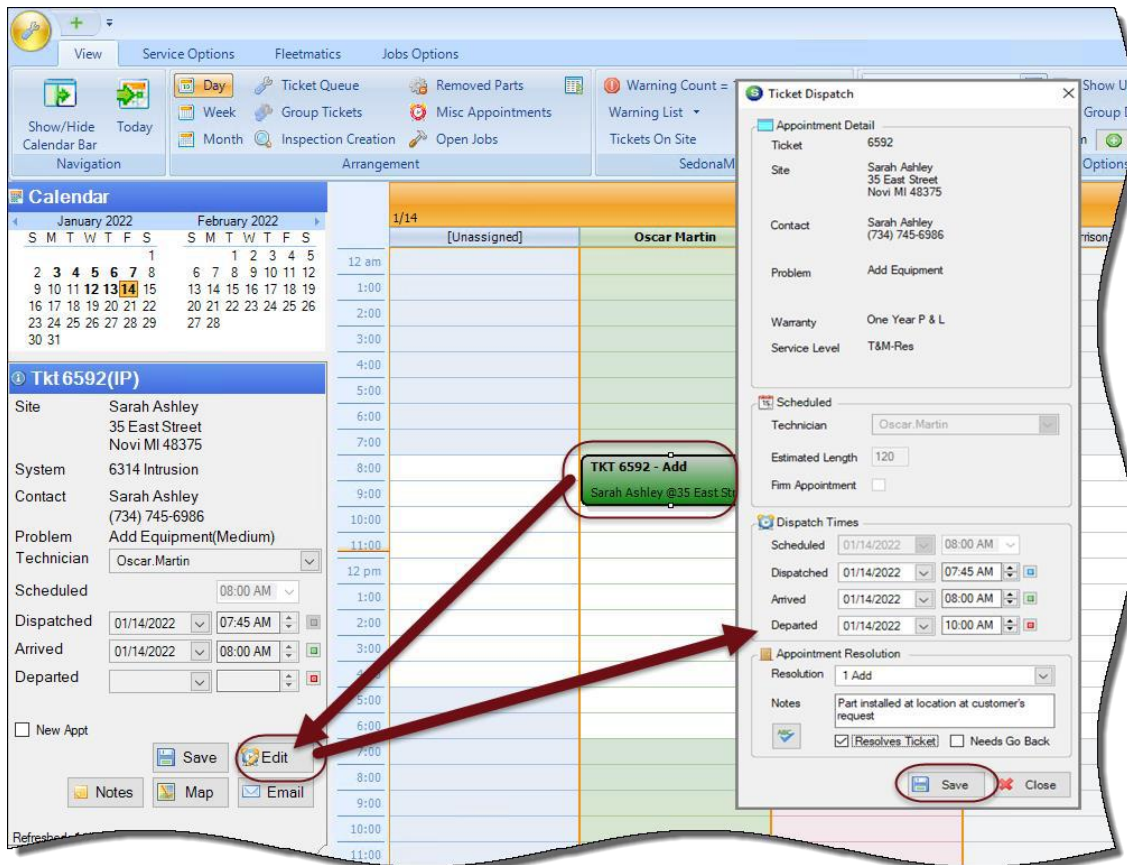 View Service Options Fleetmatics Jobs Options
Day Ticket Queue Removed Parts
Week Group Tickets Misc Appointments
Month Inspection Creation Open Jobs
Show/Hide
Calendar Bar
Today
Navigation
Arrangement
Warning Count =
Warning List
Tickets On Site
SedonaM
Show U
Group
Options
Calendar
January 2022 February 2022
S M T W T F S S M T W T F S
1 1 2 3 4 5
2 3 4 5 6 7 8 6 7 8 9 10 11 12
9 10 11 12 13 14 15 13 14 15 16 17 18 19
16 17 18 19 20 21 22 20 21 22 23 24 25 26
23 24 25 26 27 28 29 27 28
30 31
Tkt 6592(IP)
Site Sarah Ashley
35 East Street
Novi MI 48375
System 6314 Intrusion
Contact Sarah Ashley
(734) 745-6986
Problem Add Equipment(Medium)
Technician Oscar.Martin
Scheduled 08:00 AM
Dispatched 01/14/2022 07:45 AM
Arrived 01/14/2022 08:00 AM
Departed
New Appt
Save Edit
Notes Map Email
1/14
[Unassigned] Oscar Martin
12 am
1:00
2:00
3:00
4:00
5:00
6:00
7:00
8:00
9:00
10:00
11:00
12 pm
1:00
2:00
3:00
5:00
6:00
7:00
8:00
9:00
10:00
11:00
TKT 6592 - Add
Sarah Ashley @35 East Str
Ticket Dispatch
Appointment Detail
Ticket 6592
Site Sarah Ashley
35 East Street
Novi MI 48375
Contact Sarah Ashley
(734) 745-6986
Problem Add Equipment
Warranty One Year P & L
Service Level T&M-Res
Scheduled
Technician Oscar.Martin
Estimated Length 120
Firm Appointment
Dispatch Times
Scheduled 01/14/2022 08:00 AM
Dispatched 01/14/2022 07:45 AM
Arrived 01/14/2022 08:00 AM
Departed 01/14/2022 10:00 AM
Appointment Resolution
Resolution 1 Add
Notes Part installed at location at customer's
request
ABC
Resolves Ticket Needs Go Back
Save Close